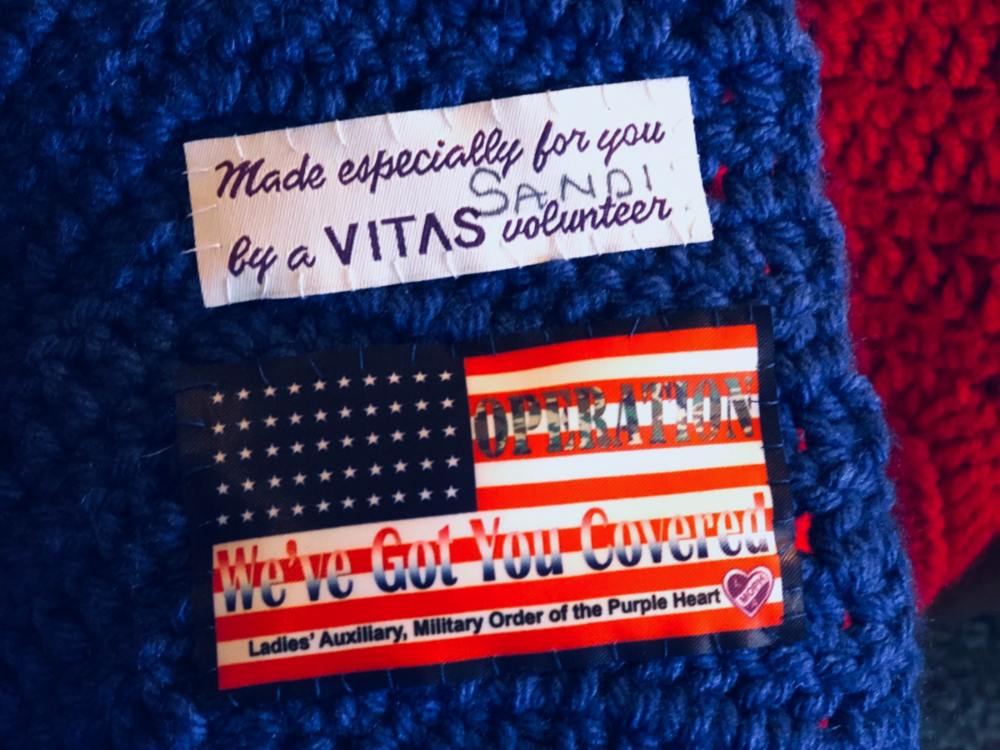 Made especially for you
SANDI
by a VITAS volunteer
OPERATION
We've Got You Covered
Ladies' Auxiliary, Military Order of the Purple Heart